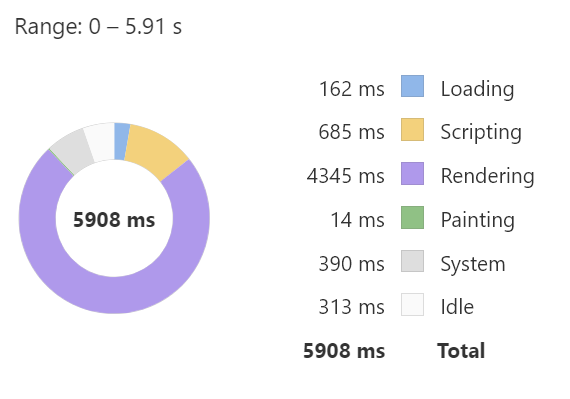 Range: 0 – 5.91 s
5908 ms
162 ms Loading
685 ms Scripting
4345 ms Rendering
14 ms Painting
390 ms System
313 ms Idle
5908 ms Total